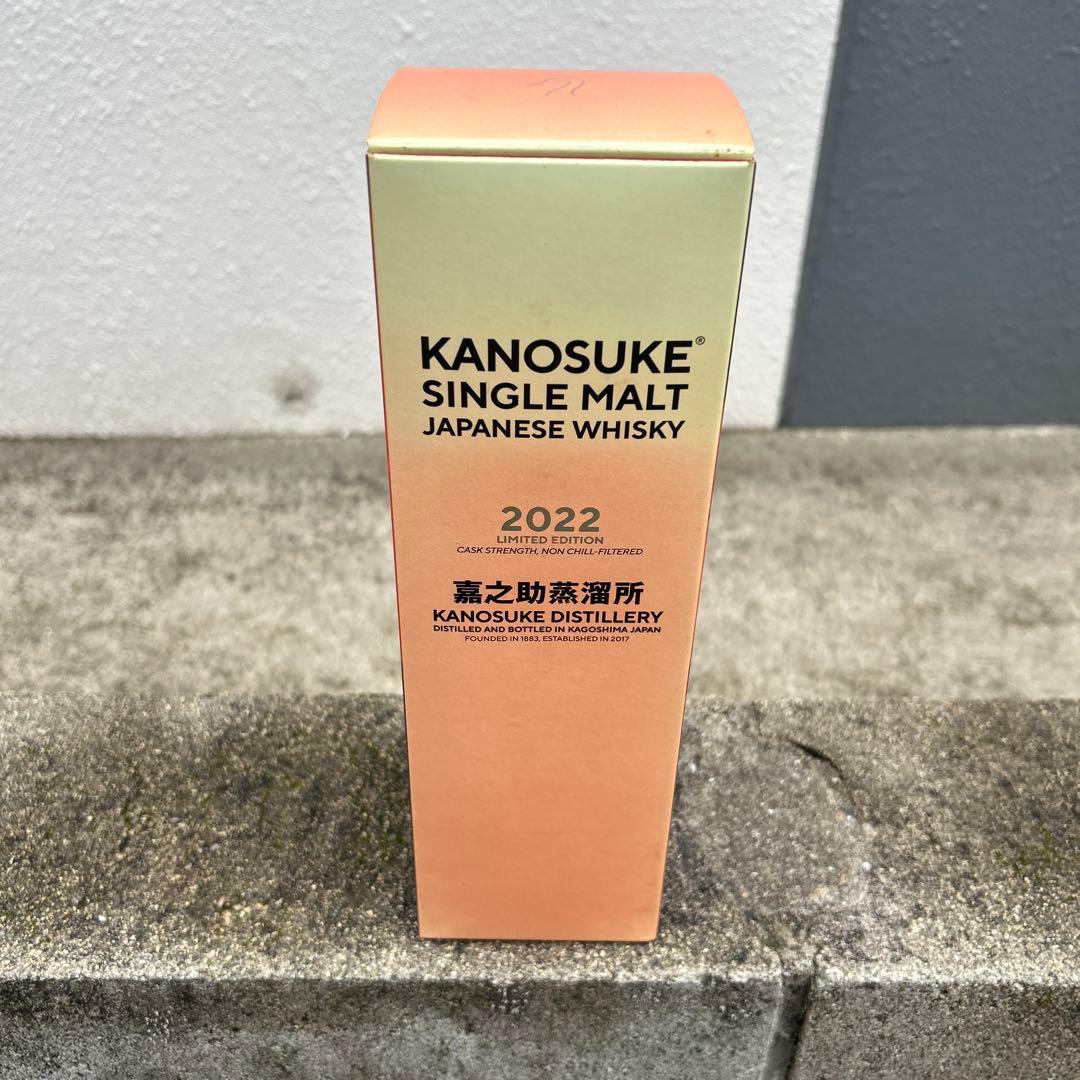 KANOSUKE®
SINGLE MALT
JAPANESE WHISKY
2022
LIMITED EDITION
CASK STRENGTH, NON CHILL-FILTERED
嘉之助蒸溜所
KANOSUKE DISTILLERY
DISTILLED AND BOTTLED IN KAGOSHIMA JAPAN
FOUNDED IN 1883, ESTABLISHED IN 2017